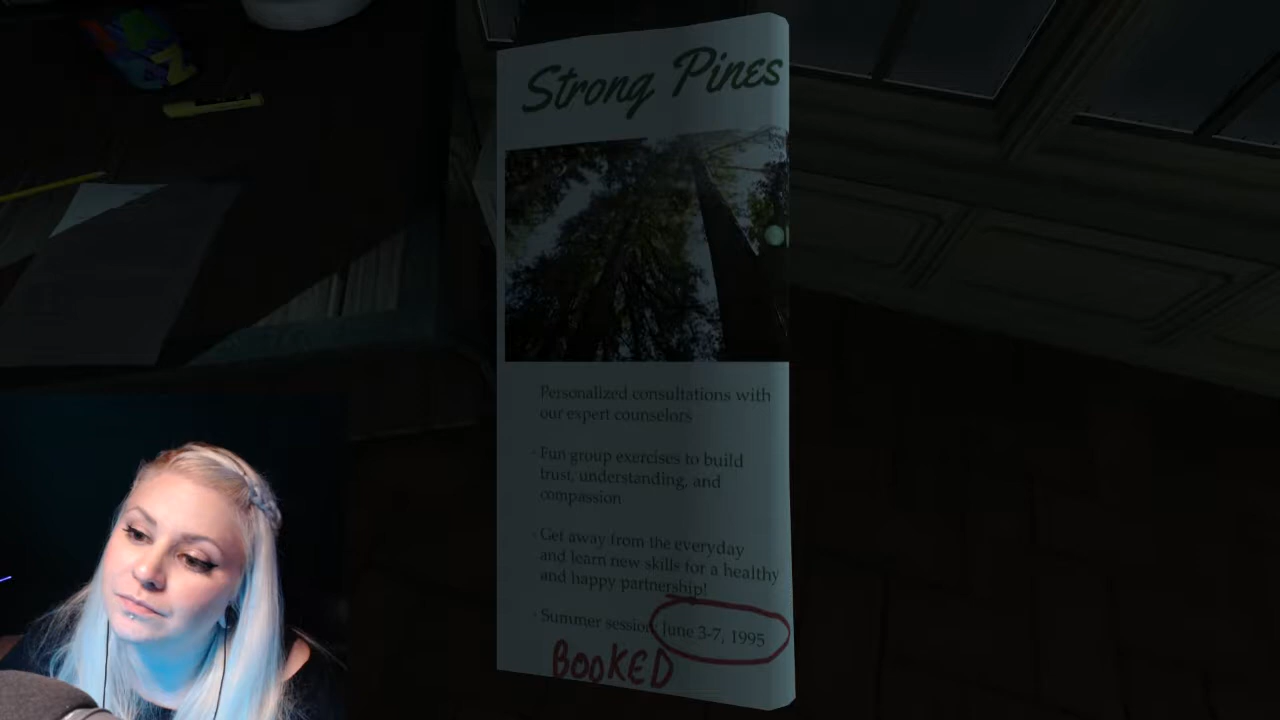 Strong Pines
Personalized consultations with
our expert counselors
· Fun group exercises to build
trust, understanding, and
compassion
· Get away from the everyday
and learn new skills for a healthy
and happy partnership!
· Summer session: June 3-7, 1995
BOOKED